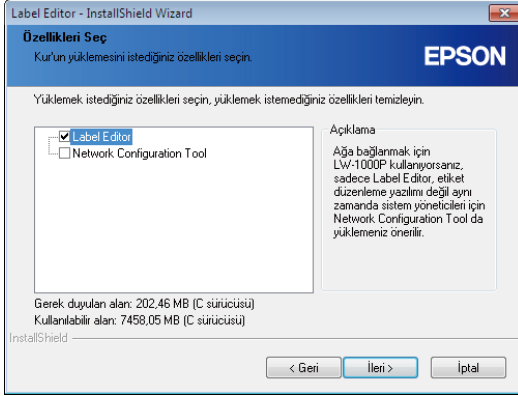 Label Editor - InstallShield Wizard
Özellikleri Seç
Kur'un yüklemesini istediğiniz özellikleri seçin.
EPSON
Yüklemek istediğiniz özellikleri seçin, yüklemek istemediğiniz özellikleri temizleyin.
Label Editor
Network Configuration Tool
Açıklama
Ağa bağlanmak için
LW-1000P kullanıyorsanız,
sadece Label Editor, etiket
düzenleme yazılımı değil aynı
zamanda sistem yöneticileri için
Network Configuration Tool da
yüklemeniz önerilir.
Gerek duyulan alan: 202,46 MB (C sürücüsü)
Kullanılabilir alan: 7458,05 MB (C sürücüsü)
InstallShield
< Geri
İleri >
İptal